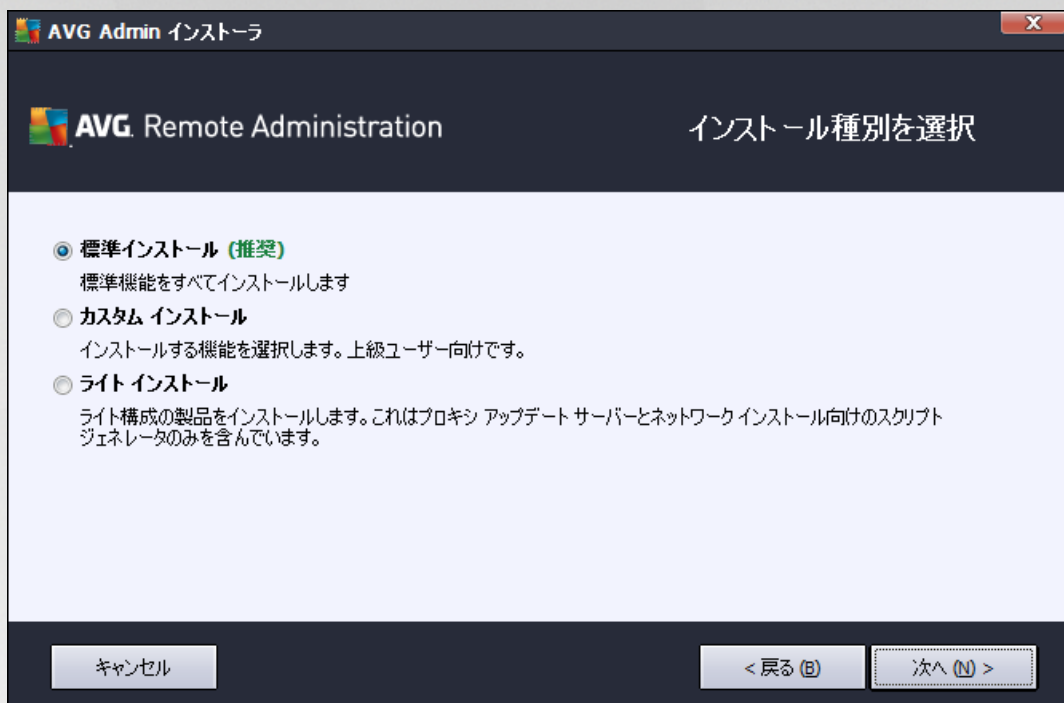 AVG Admin インストーラ
AVG. Remote Administration
インストール種別を選択
標準インストール (推奨)
標準機能をすべてインストールします
カスタム インストール
インストールする機能を選択します。上級ユーザー向けです。
ライト インストール
ライト構成の製品をインストールします。これはプロキシ アップデート サーバーとネットワーク インストール向けのスクリプト
ジェネレータのみを含んでいます。
キャンセル
< 戻る (B)
次へ (N) >